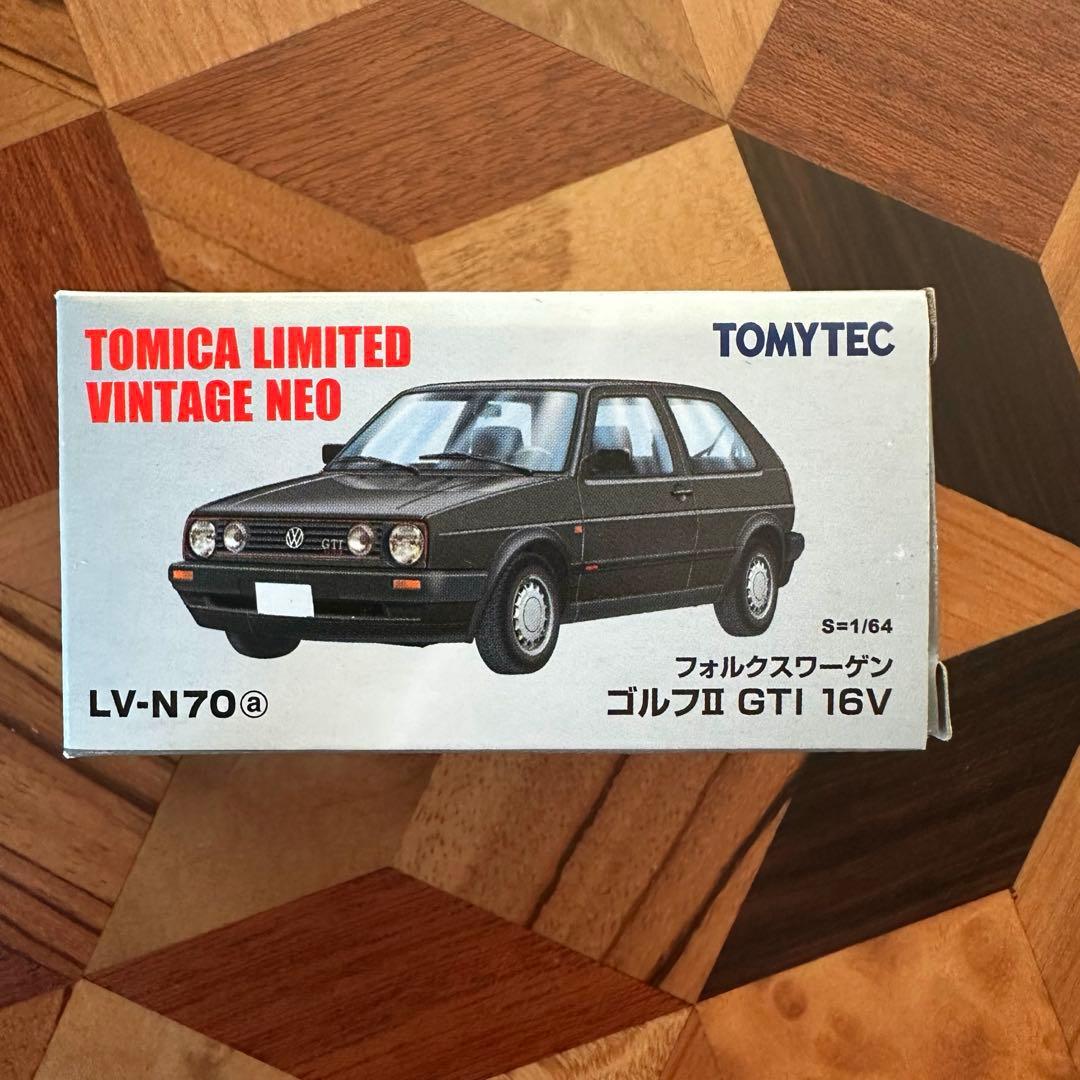 TOMICA LIMITED
VINTAGE NEO
TOMYTEC
GTI
S=1/64
フォルクスワーゲン
ゴルフII GTI 16V
LV-N70ⓐ